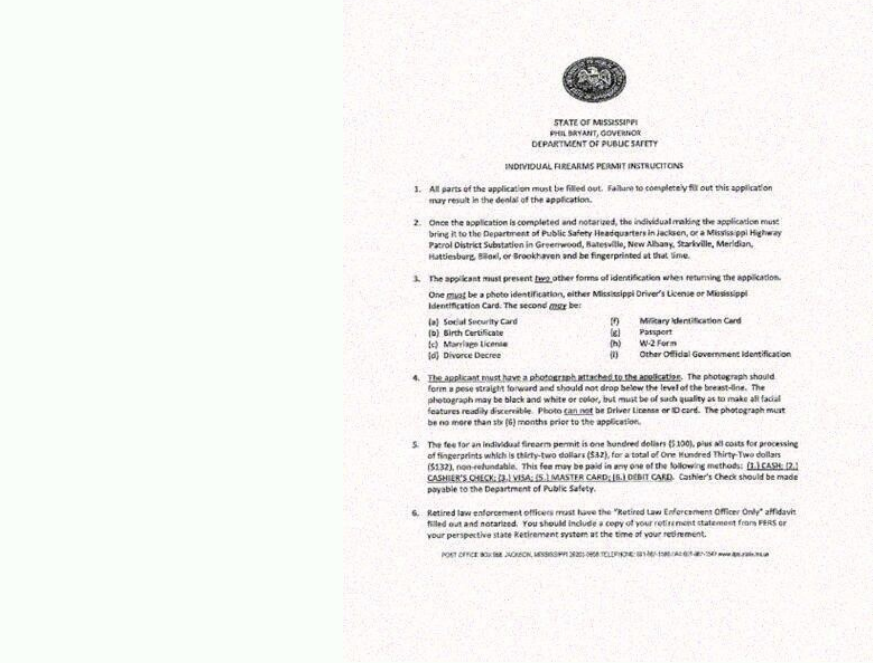 STATE OF MISSISSIPPI
PHIL BRYANT, GOVERNOR
DEPARTMENT OF PUBLIC SAFETY
INDIVIDUAL FIREARMS PERMIT INSTRUCITONS
1. All parts of the application must be filled out. Failure to completely fill out this application
may result in the denial of the application.
2. Once the application is completed and notarized, the individual making the application must
bring it to the Department of Public Safety Headquarters in Jackson, or a Mississippi Highway
Patrol District Substation in Greenwood, Batesville, New Albany, Starkville, Meridian,
Hattiesburg, Biloxi, or Brookhaven and be fingerprinted at that time.
3. The applicant must present two other forms of identification when returning the application.
One must be a photo identification, either Mississippi Driver's License or Mississippi
Identification Card. The second may be:
(a) Social Security Card (f) Military Identification Card
(b) Birth Certificate (g) Passport
(c) Marriage License (h) W-2 Form
(d) Divorce Decree (i) Other Official Government Identification
4. The applicant must have a photograph attached to the application. The photograph should
form a pose straight forward and should not drop below the level of the breast-line. The
photograph may be black and white or color, but must be of such quality as to make all facial
features readily discernible. Photo can not be Driver License or ID card. The photograph must
be no more than six (6) months prior to the application.
5. The fee for an individual firearm permit is one hundred dollars ($100), plus all costs for processing
of fingerprints which is thirty-two dollars ($32), for a total of One Hundred Thirty-Two dollars
($132), non-refundable. This fee may be paid in any one of the following methods: (1.) CASH; (2.)
CASHIER'S CHECK; (3.) VISA; (5.) MASTER CARD; (6.) DEBIT CARD. Cashier's Check should be made
payable to the Department of Public Safety.
6. Retired law enforcement officers must have the "Retired Law Enforcement Officer Only" affidavit
filled out and notarized. You should include a copy of your retirement statement from PERS or
your perspective state Retirement system at the time of your retirement.
POST OFFICE BOX 958 JACKSON, MISSISSIPPI TELEPHONE: